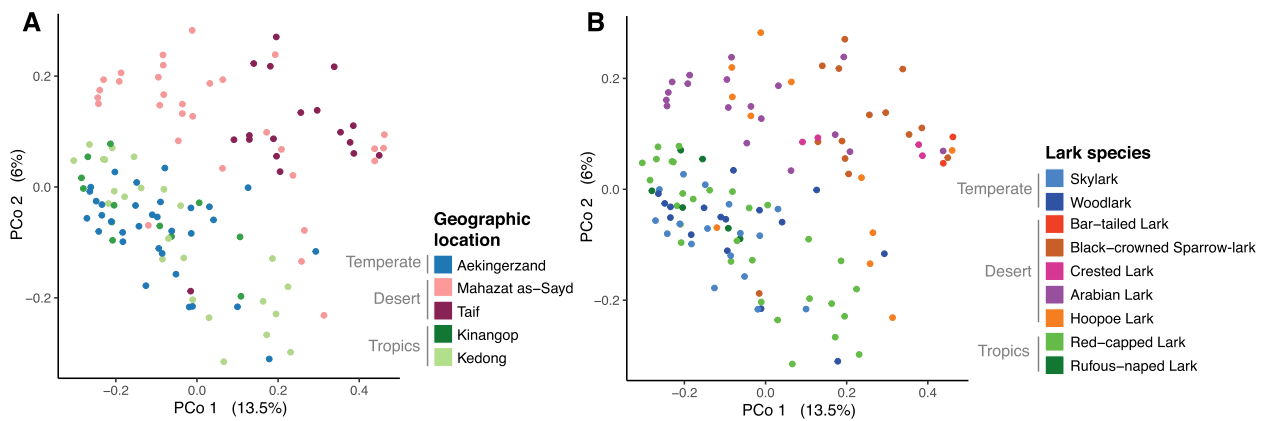 A
PCo 2 (6%)
0.2
0.0
−0.2
−0.2
0.0
0.2
0.4
PCo 1 (13.5%)
Geographic
location
Temperate
Aekingerzand
Desert
Mahazat as−Sayd
Taif
Tropics
Kinangop
Kedong
B
PCo 2 (6%)
0.2
0.0
−0.2
−0.2
0.0
0.2
0.4
PCo 1 (13.5%)
Lark species
Temperate
Skylark
Woodlark
Desert
Bar−tailed Lark
Black−crowned Sparrow−lark
Crested Lark
Arabian Lark
Hoopoe Lark
Tropics
Red−capped Lark
Rufous−naped Lark